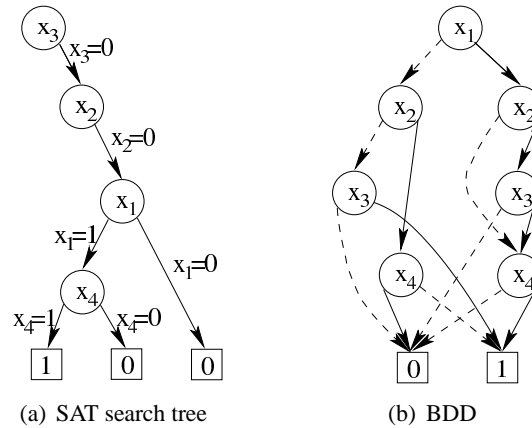 x3
x3=0
x2
x2=0
x1
x1=1
x1=0
x4
x4=1
x4=0
1
0
0
(a) SAT search tree
x1
x2
x2
x3
x3
x4
x4
0
1
(b) BDD